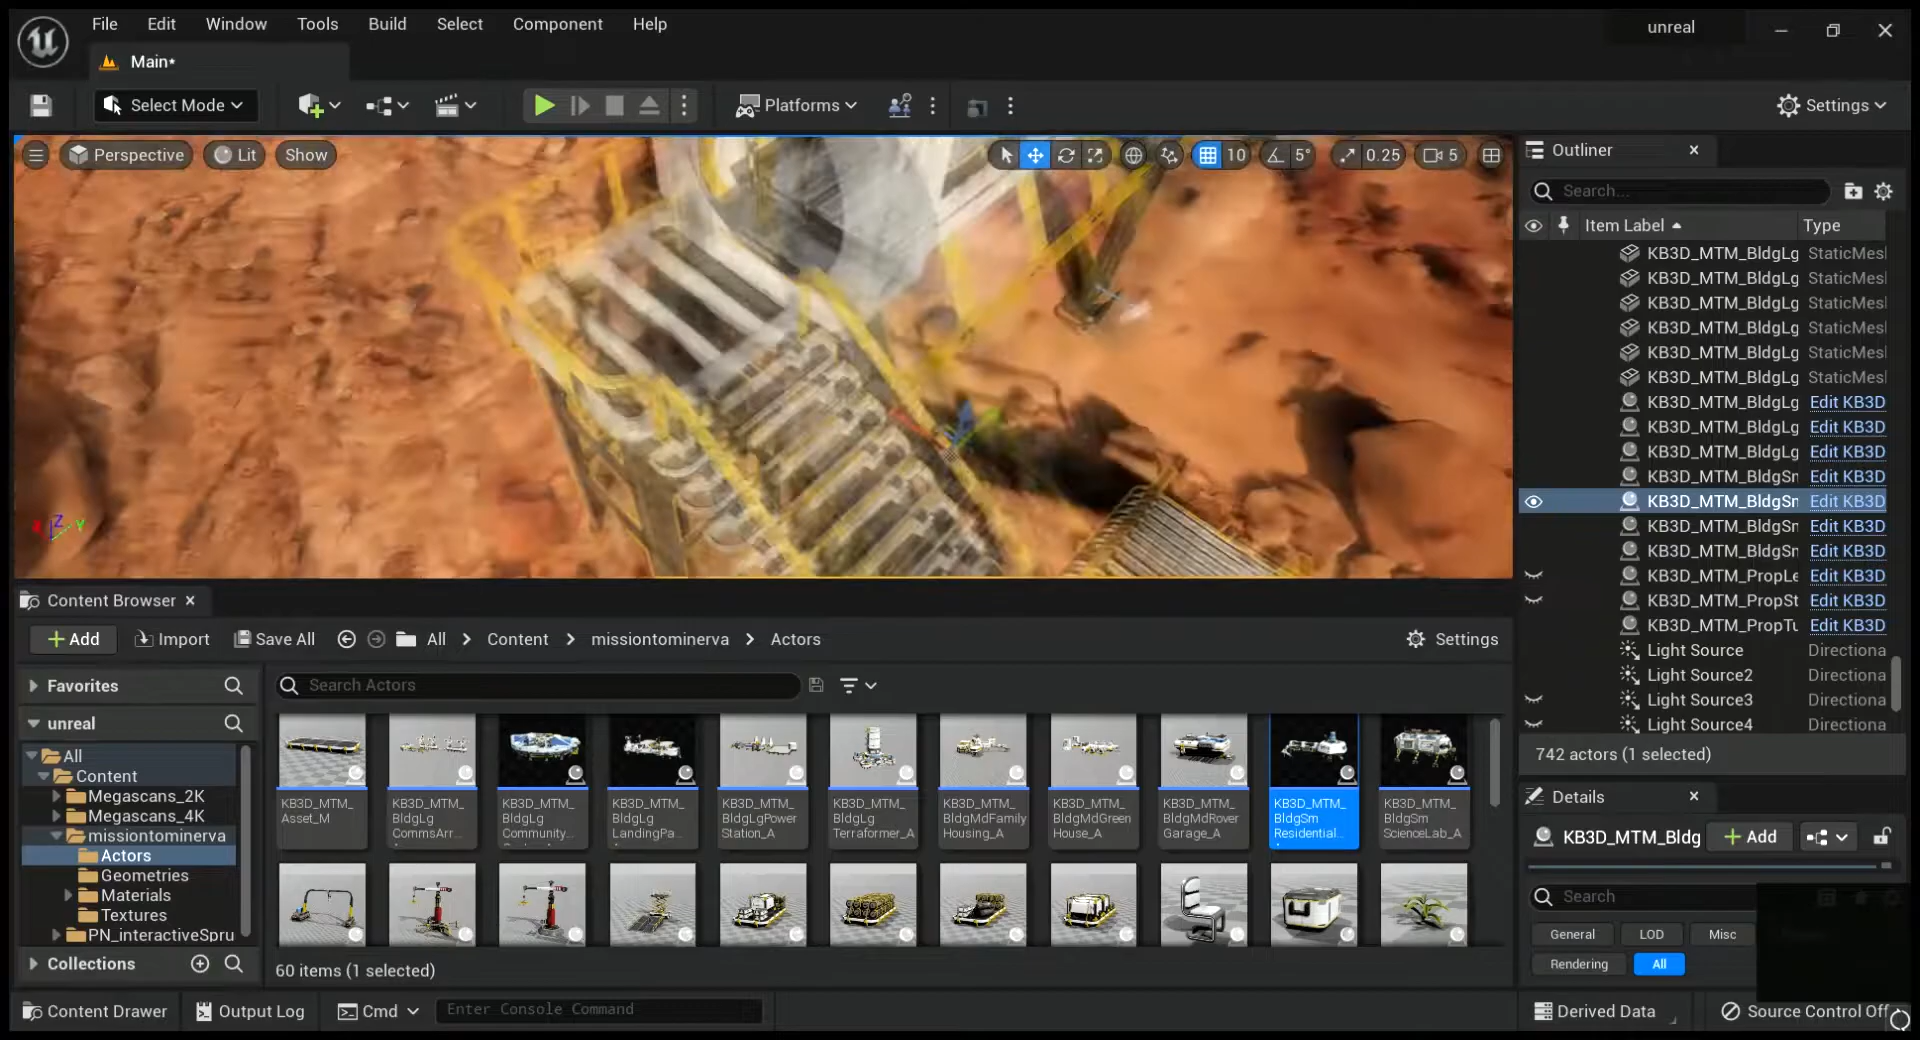 File Edit Window Tools Build Select Component Help
unreal
Main•
Select Mode
Platforms
Settings
Perspective
Lit
Show
10
5°
0.25
5
Outliner
Search...
Item Label
Type
KB3D_MTM_BldgLg StaticMesl
KB3D_MTM_BldgLg StaticMesl
KB3D_MTM_BldgLg StaticMesl
KB3D_MTM_BldgLg StaticMesl
KB3D_MTM_BldgLg StaticMesl
KB3D_MTM_BldgLg StaticMesl
KB3D_MTM_BldgLg Edit KB3D
KB3D_MTM_BldgLg Edit KB3D
KB3D_MTM_BldgLg Edit KB3D
KB3D_MTM_BldgSr Edit KB3D
KB3D_MTM_BldgSr Edit KB3D
KB3D_MTM_BldgSr Edit KB3D
KB3D_MTM_BldgSr Edit KB3D
KB3D_MTM_PropLe Edit KB3D
KB3D_MTM_PropSt Edit KB3D
KB3D_MTM_PropTu Edit KB3D
Light Source Directiona
Light Source2 Directiona
Light Source3 Directiona
Light Source4 Directiona
742 actors (1 selected)
Details
KB3D_MTM_Bldg
Add
Search
General LOD Misc
Rendering All
X Z Y
Content Browser
Add Import Save All All > Content > missiontominerva > Actors
Settings
Favorites
unreal
All
Content
Megascans_2K
Megascans_4K
missiontominerva
Actors
Geometries
Materials
Textures
PN_interactiveSpru
Collections
Search Actors
KB3D_MTM_
Asset_M
KB3D_MTM_
BldgLg
CommsArr...
KB3D_MTM_
BldgLg
Community...
KB3D_MTM_
BldgLg
LandingPa...
KB3D_MTM_
BldgLgPower
Station_A
KB3D_MTM_
BldgLg
Terraformer_A
KB3D_MTM_
BldgMdFamily
Housing_A
KB3D_MTM_
BldgMdGreen
House_A
KB3D_MTM_
BldgMdRover
Garage_A
KB3D_MTM_
BldgSm
Residential...
KB3D_MTM_
BldgSm
ScienceLab_A
60 items (1 selected)
Content Drawer
Output Log
Cmd
Enter Console Command
Derived Data
Source Control Off